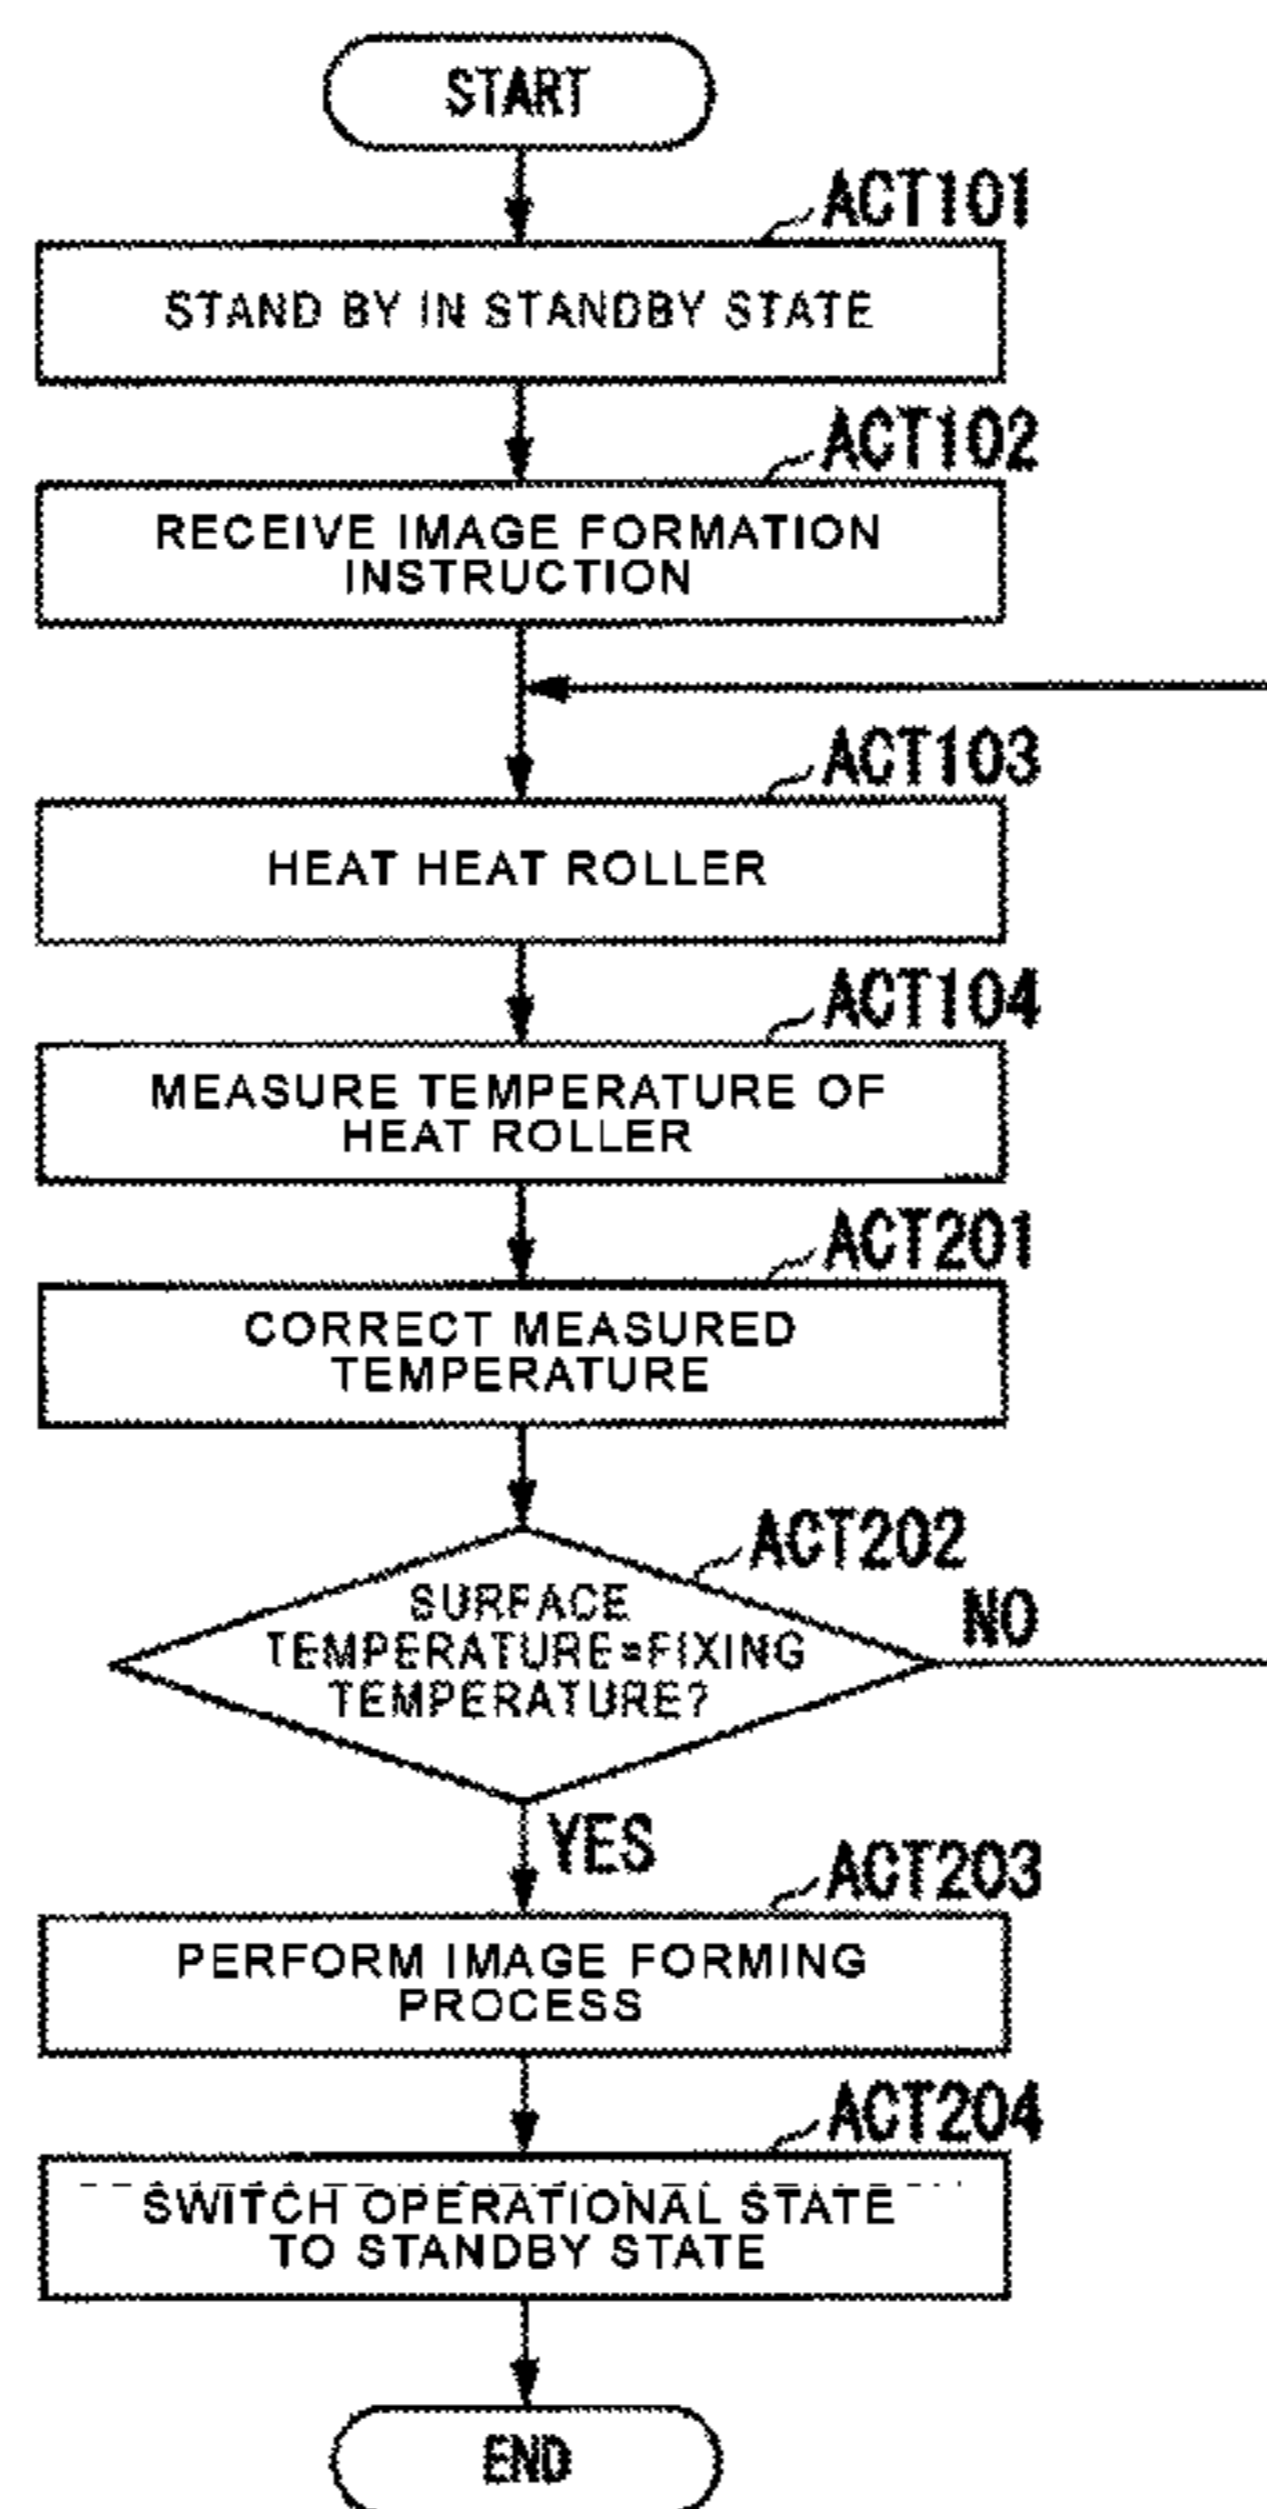 START
ACT101
STAND BY IN STANDBY STATE
ACT102
RECEIVE IMAGE FORMATION
INSTRUCTION
ACT103
HEAT HEAT ROLLER
ACT104
MEASURE TEMPERATURE OF
HEAT ROLLER
ACT201
CORRECT MEASURED
TEMPERATURE
ACT202
SURFACE
TEMPERATURE=FIXING
TEMPERATURE?
NO
YES
ACT203
PERFORM IMAGE FORMING
PROCESS
ACT204
SWITCH OPERATIONAL STATE
TO STANDBY STATE
END